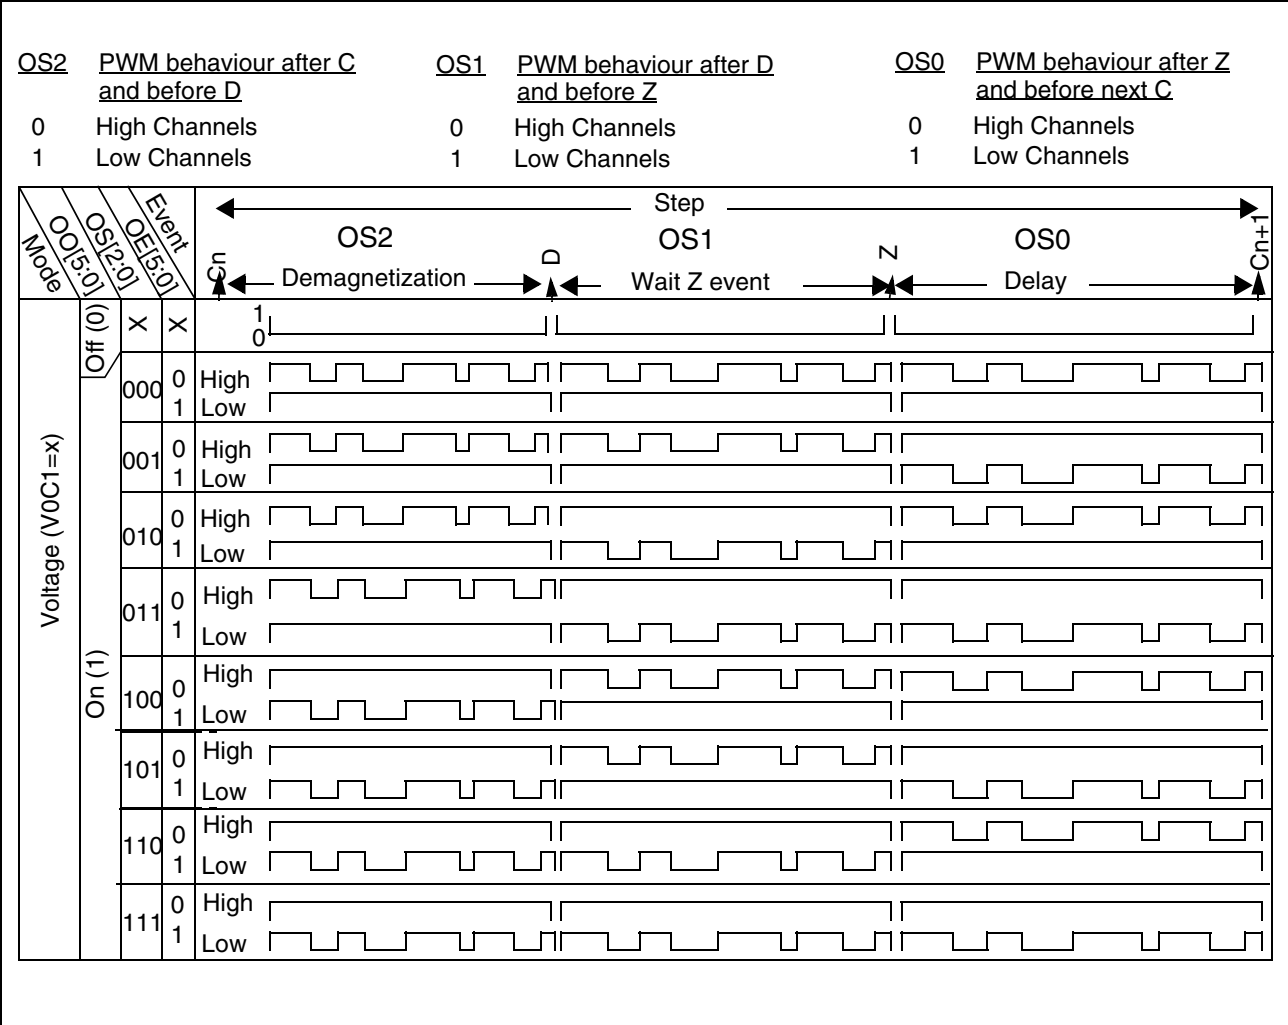 OS2 PWM behaviour after C and before D
0 High Channels
1 Low Channels
OS1 PWM behaviour after D and before Z
0 High Channels
1 Low Channels
OS0 PWM behaviour after Z and before next C
0 High Channels
1 Low Channels
Mode
OO[5:0]
OS[2:0]
OE[5:0]
Event
Step
Cn
OS2
Demagnetization
D
OS1
Wait Z event
Z
OS0
Delay
Cn+1
Voltage (V0C1=x)
Off (0)
X X 1
0
On (1)
000 0 High
1 Low
001 0 High
1 Low
010 0 High
1 Low
011 0 High
1 Low
100 0 High
1 Low
101 0 High
1 Low
110 0 High
1 Low
111 0 High
1 Low